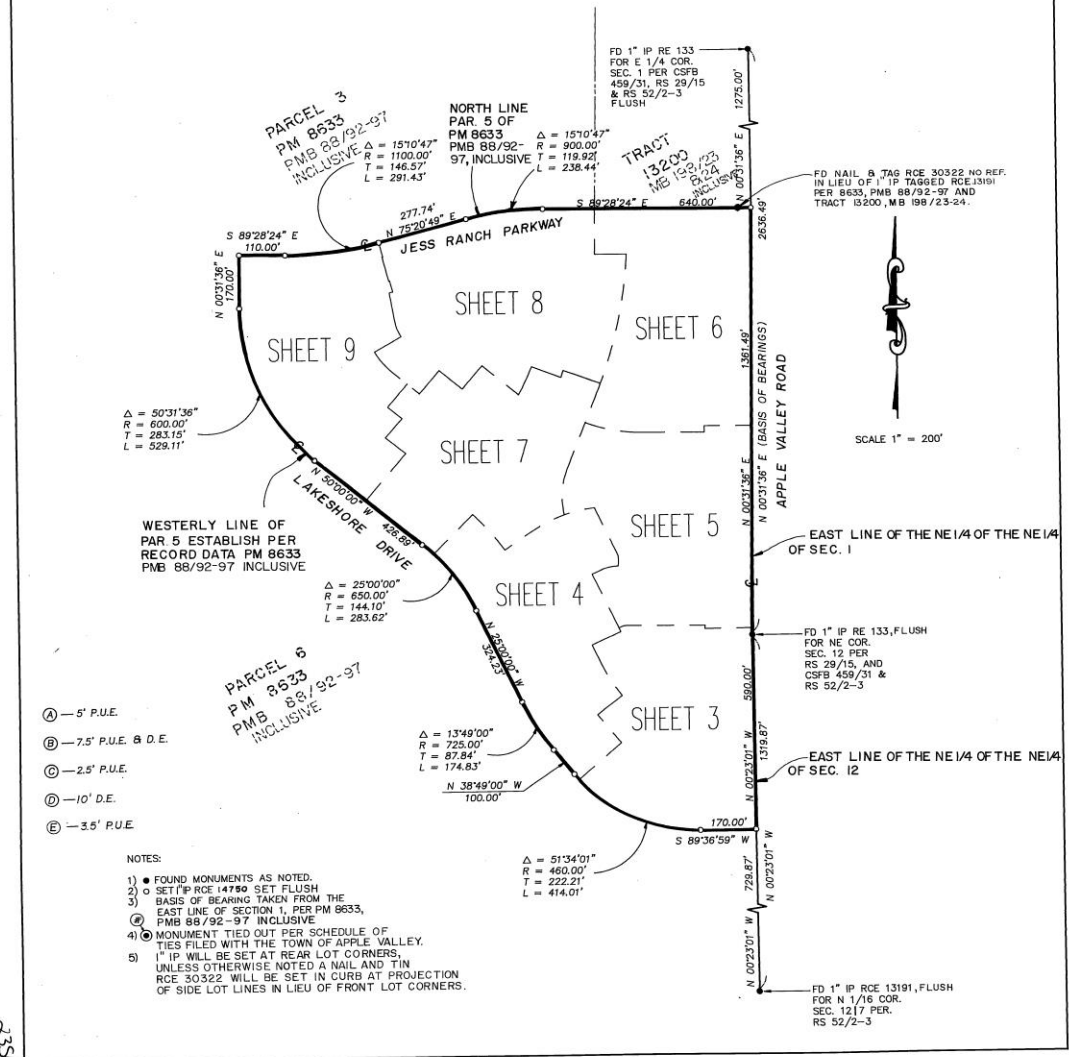 FD 1" IP RE 133
FOR E 1/4 COR.
SEC. 1 PER CSFB
459/31, RS 29/15
& RS 52/2-3
FLUSH
1275.00'
N 00°31'36" E
PARCEL 3
PM 8633
PMB 88/92-97
INCLUSIVE
Δ = 15°10'47"
R = 1100.00'
T = 146.57'
L = 291.43'
NORTH LINE
PAR. 5 OF
PM 8633
PMB 88/92-
97, INCLUSIVE
Δ = 15°10'47"
R = 900.00'
T = 119.92'
L = 238.44'
TRACT
13200
MB 198/23
& 24
INCLUSIVE
FD NAIL & TAG RCE 30322 NO REF.
IN LIEU OF 1" IP TAGGED RCE 13191
PER 8633, PMB 88/92-97 AND
TRACT 13200, MB 198/23-24.
S 89°28'24" E 640.00'
2636.49'
277.74'
N 75°20'49" E
JESS RANCH PARKWAY
S 89°28'24" E
110.00'
N 00°31'36" E
170.00'
SHEET 8
SHEET 6
SHEET 9
1361.49'
N 00°31'36" E
N 00°31'36" E (BASIS OF BEARINGS)
APPLE VALLEY ROAD
SCALE 1" = 200'
Δ = 50°31'36"
R = 600.00'
T = 283.15'
L = 529.11'
SHEET 7
N 50°00'00" W
426.89'
LAKESHORE DRIVE
WESTERLY LINE OF
PAR. 5 ESTABLISH PER
RECORD DATA PM 8633
PMB 88/92-97 INCLUSIVE
SHEET 5
EAST LINE OF THE NE1/4 OF THE NE1/4
OF SEC. 1
Δ = 25°00'00"
R = 650.00'
T = 144.10'
L = 283.62'
SHEET 4
N 25°00'00" W
324.23'
FD 1" IP RE 133, FLUSH
FOR NE COR.
SEC. 12 PER
RS 29/15, AND
CSFB 459/31 &
RS 52/2-3
PARCEL 6
PM 8633
PMB 88/92-97
INCLUSIVE
590.00'
SHEET 3
A — 5' P.U.E.
B — 7.5' P.U.E. & D.E.
C — 2.5' P.U.E.
D — 10' D.E.
E — 3.5' P.U.E.
Δ = 13°49'00"
R = 725.00'
T = 87.84'
L = 174.83'
N 38°49'00" W
100.00'
N 00°23'01" W
1319.87'
EAST LINE OF THE NE1/4 OF THE NE1/4
OF SEC. 12
170.00'
S 89°36'59" W
Δ = 51°34'01"
R = 460.00'
T = 222.21'
L = 414.01'
729.87'
N 00°23'01" W
N 00°23'01" W
NOTES:
1) ● FOUND MONUMENTS AS NOTED.
2) ○ SET 1" IP RCE 14750 SET FLUSH
3) BASIS OF BEARING TAKEN FROM THE
EAST LINE OF SECTION 1, PER PM 8633,
PMB 88/92-97 INCLUSIVE
4) MONUMENT TIED OUT PER SCHEDULE OF
TIES FILED WITH THE TOWN OF APPLE VALLEY.
5) 1" IP WILL BE SET AT REAR LOT CORNERS,
UNLESS OTHERWISE NOTED A NAIL AND TIN
RCE 30322 WILL BE SET IN CURB AT PROJECTION
OF SIDE LOT LINES IN LIEU OF FRONT LOT CORNERS.
FD 1" IP RCE 13191, FLUSH
FOR N 1/16 COR.
SEC. 12|7 PER.
RS 52/2-3